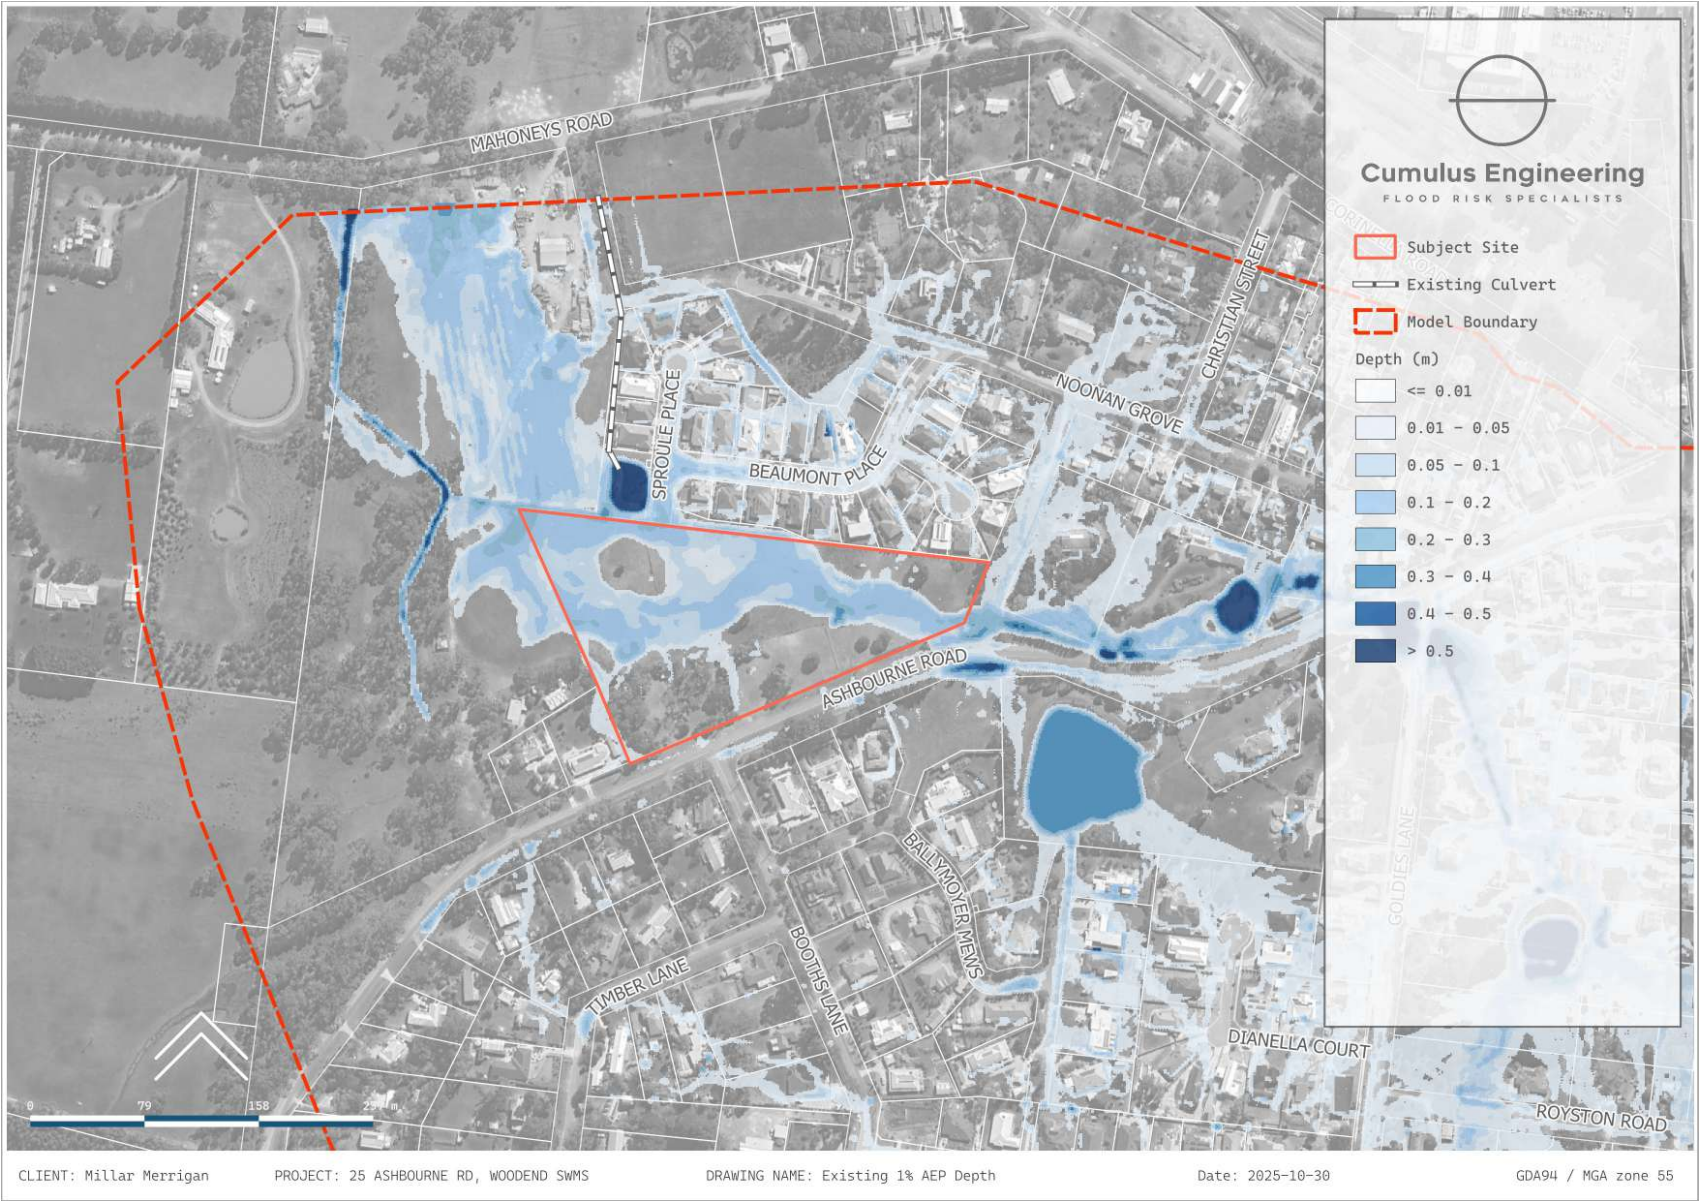 MAHONEYS ROAD
CHRISTIAN STREET
NOONAN GROVE
SPROULE PLACE
BEAUMONT PLACE
ASHBOURNE ROAD
BALLYMOYER MEWS
BOOTHS LANE
TIMBER LANE
DIANELLA COURT
GOLDIES LANE
ROYSTON ROAD
Cumulus Engineering
FLOOD RISK SPECIALISTS
Subject Site
Existing Culvert
Model Boundary
Depth (m)
<= 0.01
0.01 - 0.05
0.05 - 0.1
0.1 - 0.2
0.2 - 0.3
0.3 - 0.4
0.4 - 0.5
> 0.5
0 79 158 m
CLIENT: Millar Merrigan PROJECT: 25 ASHBOURNE RD, WOODEND SWMS DRAWING NAME: Existing 1% AEP Depth Date: 2025-10-30 GDA94 / MGA zone 55